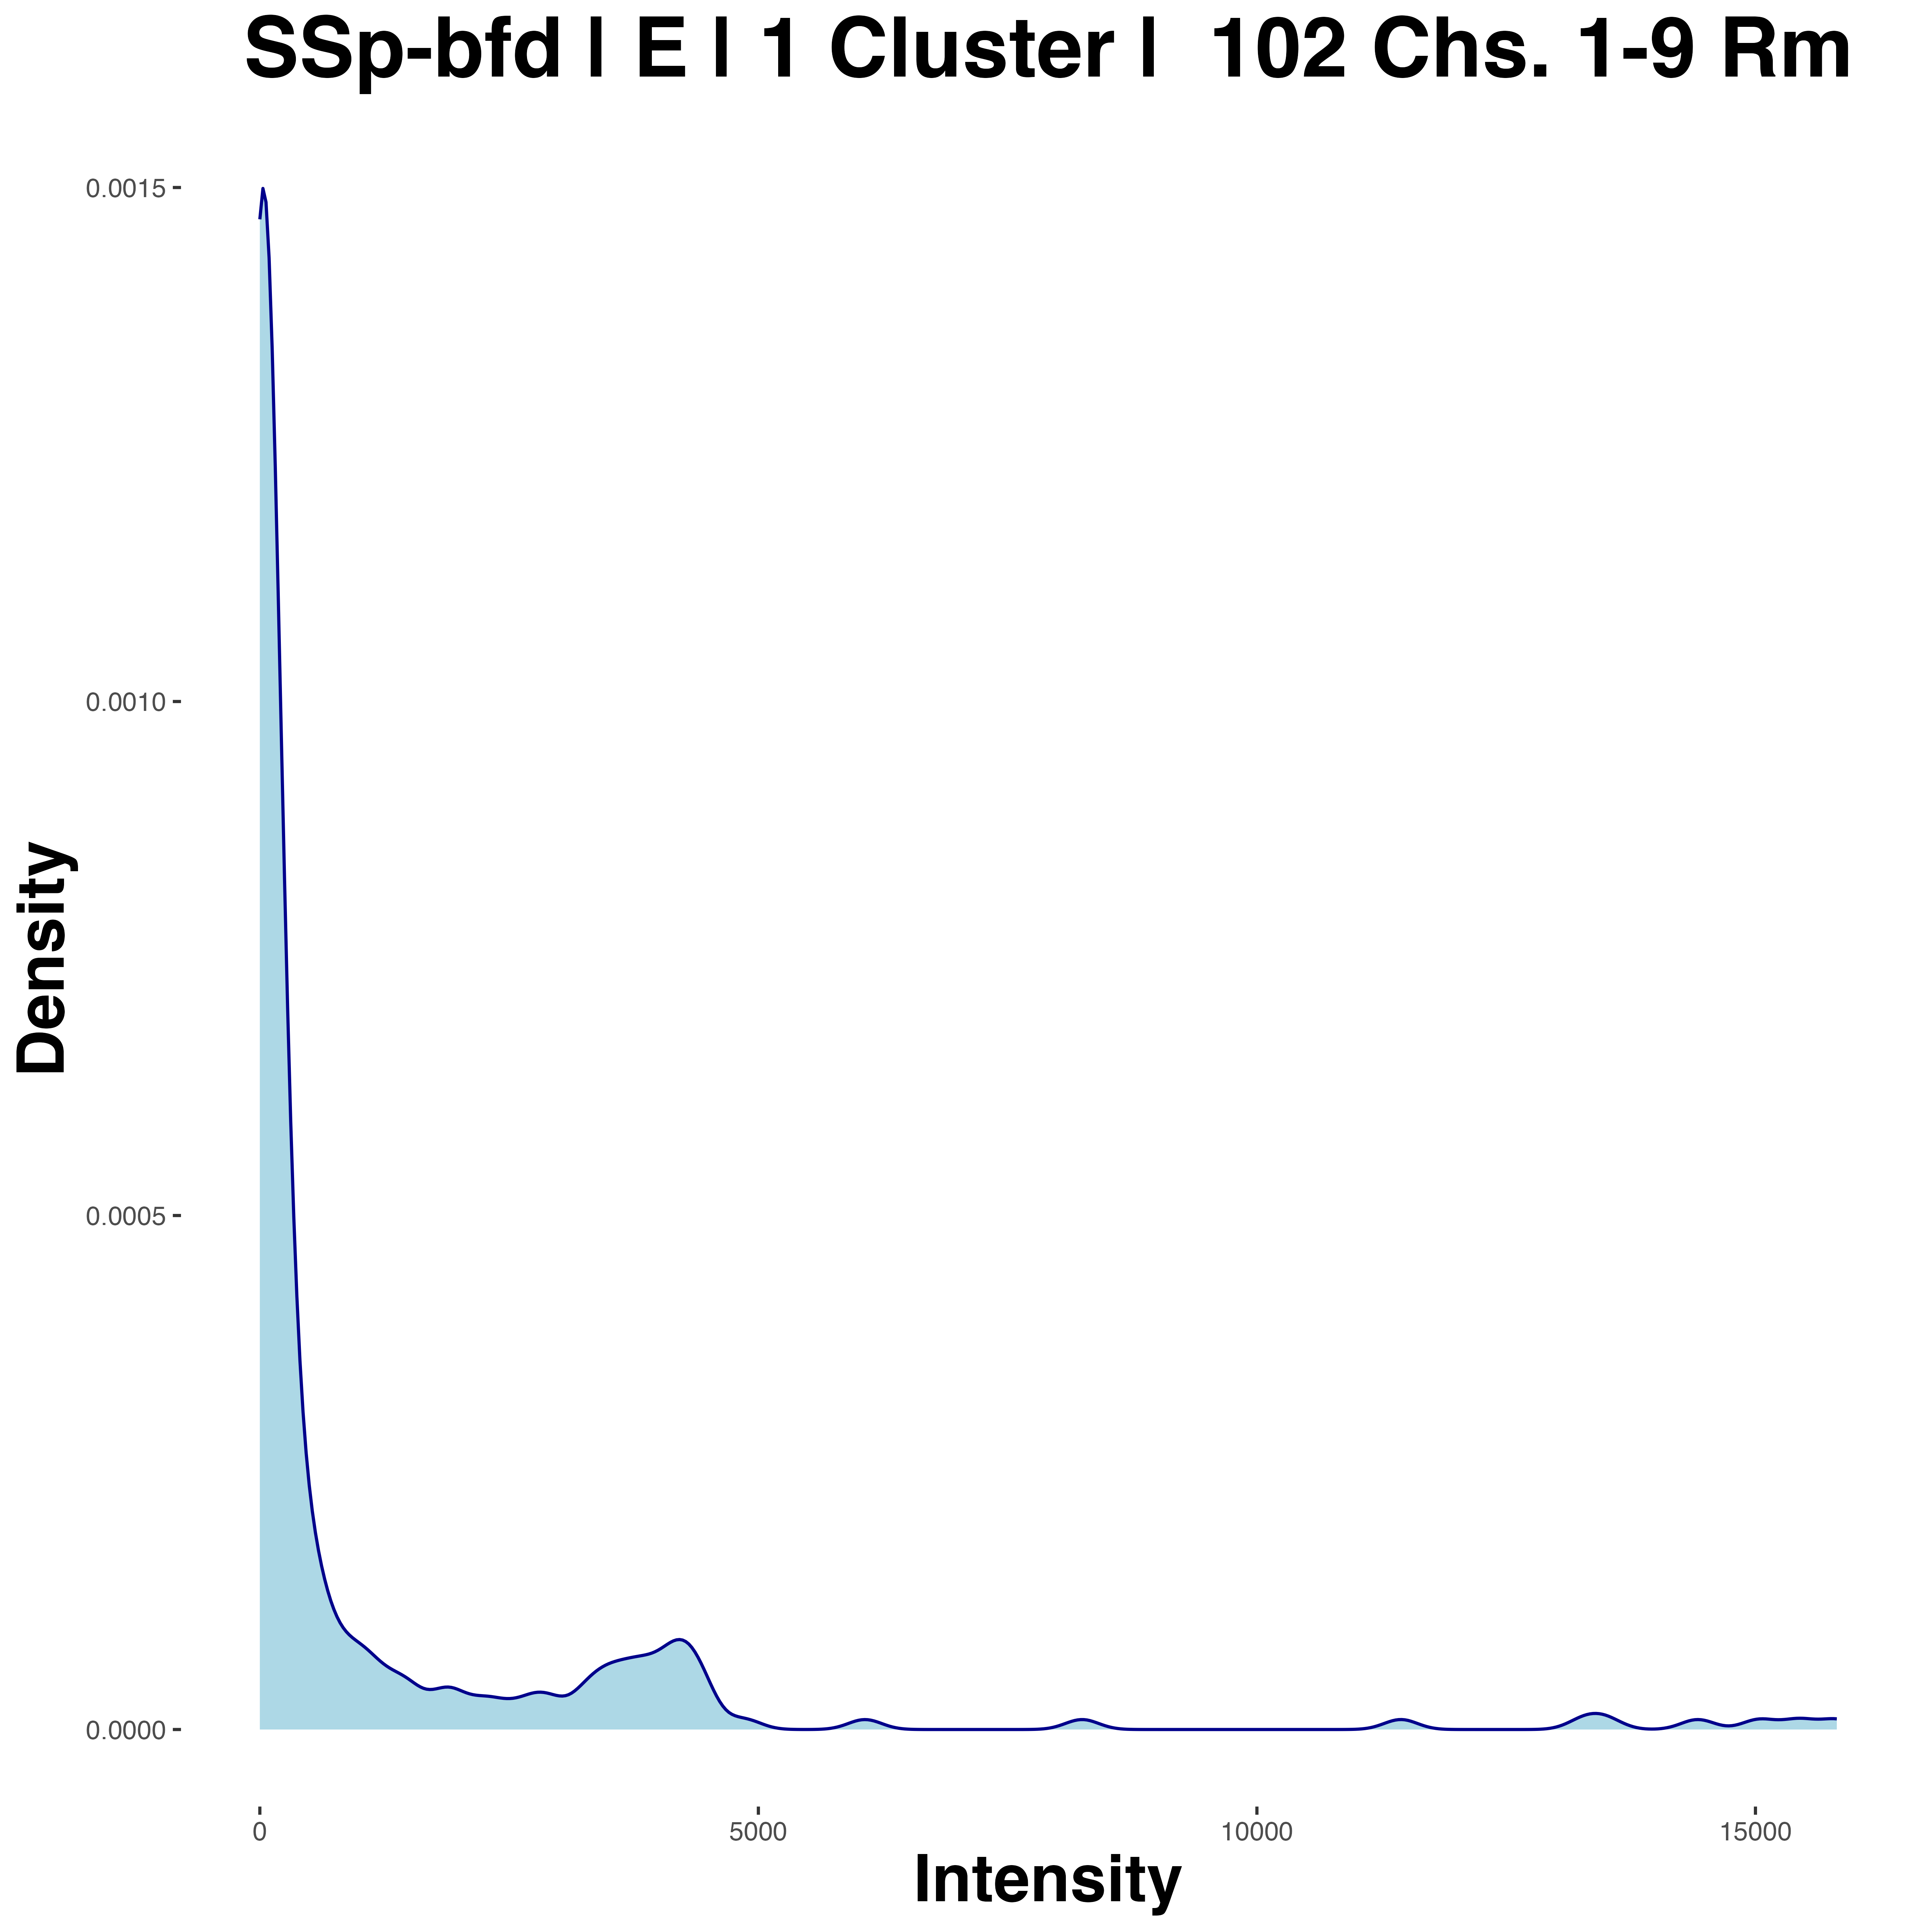 SSp-bfd | E | 1 Cluster |  102 Chs. 1-9 Rm
0.0015
0.0010
0.0005
0.0000
Density
0
5000
10000
15000
Intensity